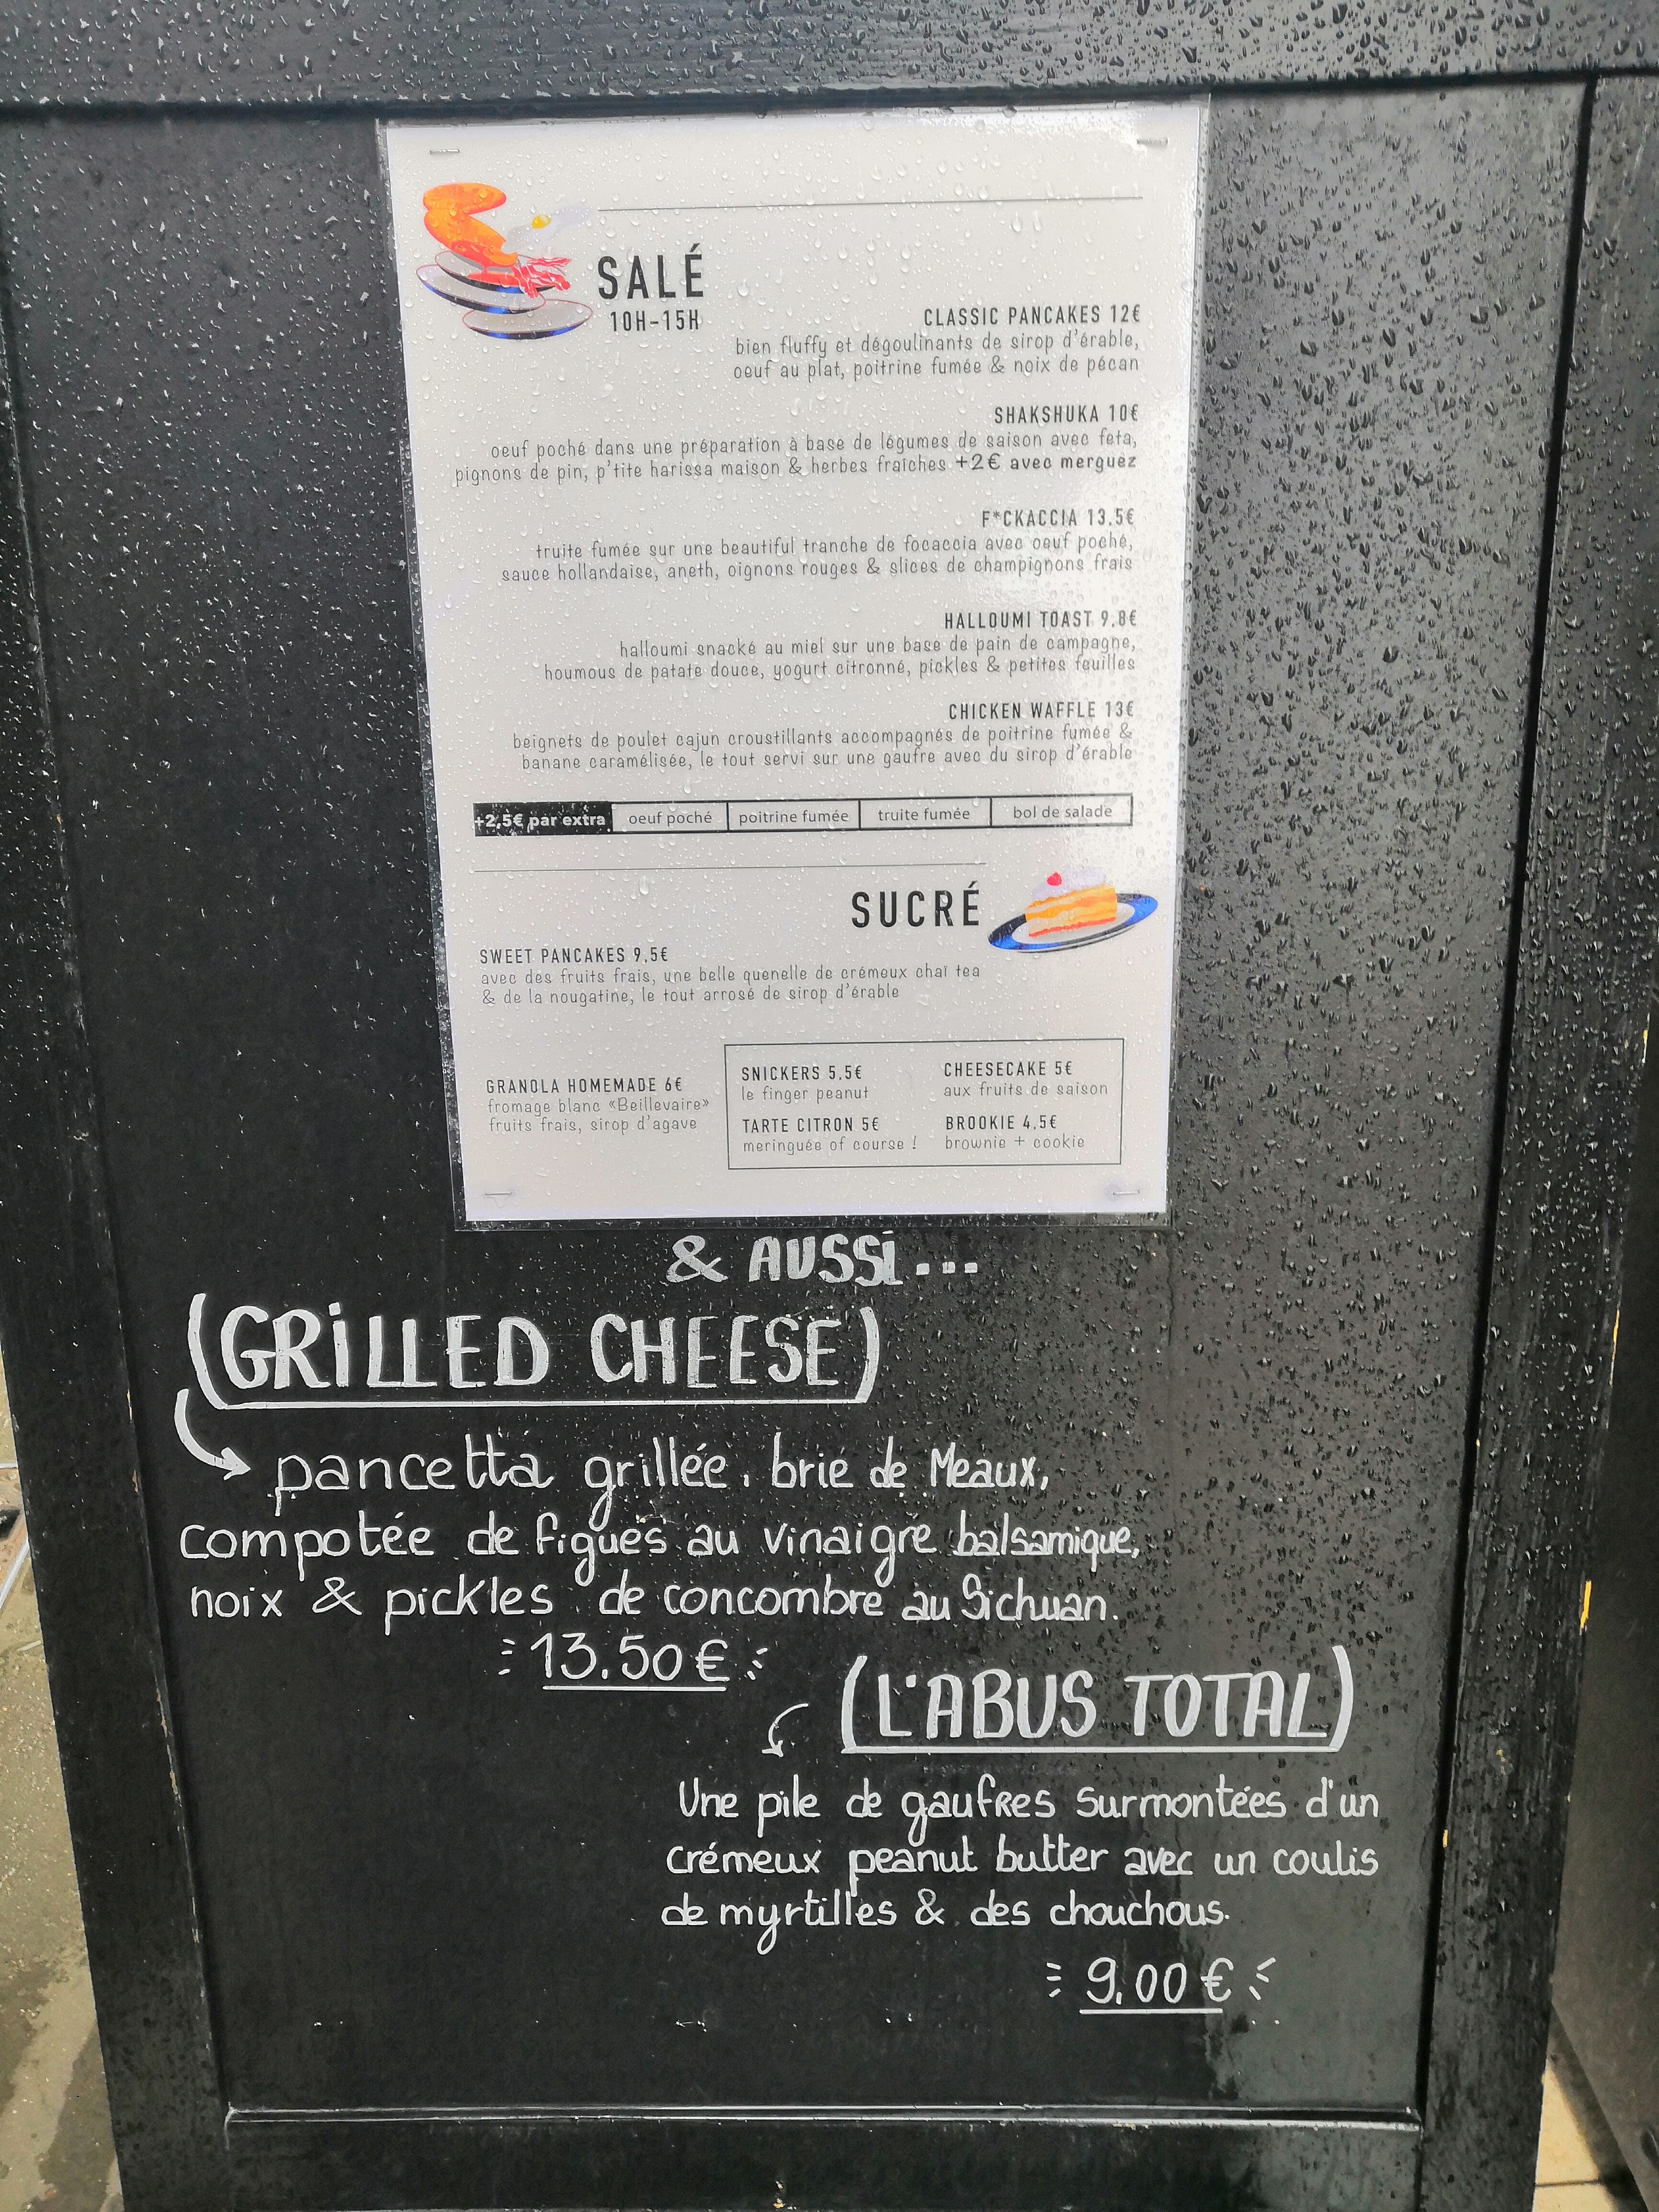 SALÉ
10H-15H
CLASSIC PANCAKES 12€
bien fluffy et dégoulinants de sirop d'érable,
oeuf au plat, poitrine fumée & noix de pécan
SHAKSHUKA 10€
oeuf poché dans une préparation à base de légumes de saison avec feta,
pignons de pin, p'tite harissa maison & herbes fraîches +2€ avec merguez
F*CKACCIA 13.5€
truite fumée sur une beautiful tranche de focaccia avec oeuf poché,
sauce hollandaise, aneth, oignons rouges & slices de champignons frais
HALLOUMI TOAST 9.8€
halloumi snacké au miel sur une base de pain de campagne,
houmous de patate douce, yogurt citronné, pickles & petites feuilles
CHICKEN WAFFLE 13€
beignets de poulet cajun croustillants accompagnés de poitrine fumée &
banane caramélisée, le tout servi sur une gaufre avec du sirop d'érable
+2,5€ par extra oeuf poché poitrine fumée truite fumée bol de salade
SUCRÉ
SWEET PANCAKES 9,5€
avec des fruits frais, une belle quenelle de crémeux chaï tea
& de la nougatine, le tout arrosé de sirop d'érable
GRANOLA HOMEMADE 6€
fromage blanc «Beillevaire»
fruits frais, sirop d'agave
SNICKERS 5,5€
le finger peanut
CHEESECAKE 5€
aux fruits de saison
TARTE CITRON 5€
meringuée of course !
BROOKIE 4,5€
brownie + cookie
& AUSSI...
(GRILLED CHEESE)
pancetta grillée, brie de Meaux,
compotée de figues au vinaigre balsamique,
noix & pickles de concombre au Sichuan.
13.50€
(L'ABUS TOTAL)
Une pile de gaufres surmontées d'un
crémeux peanut butter avec un coulis
de myrtilles & des chouchous.
9,00€